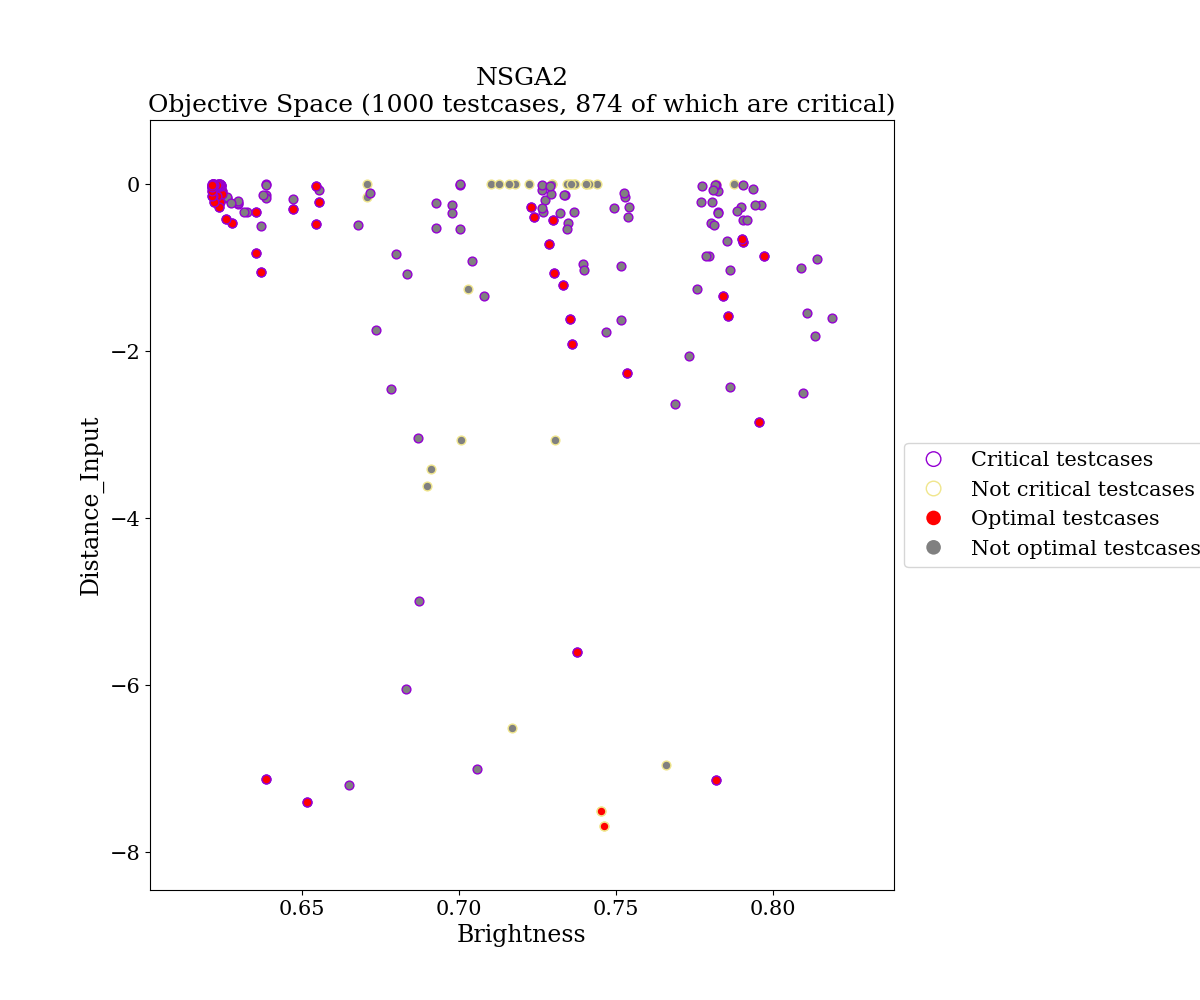 NSGA2
Objective Space (1000 testcases, 874 of which are critical)
0
−2
−4
−6
−8
Distance_Input
0.65
0.70
0.75
0.80
Brightness
Critical testcases
Not critical testcases
Optimal testcases
Not optimal testcases